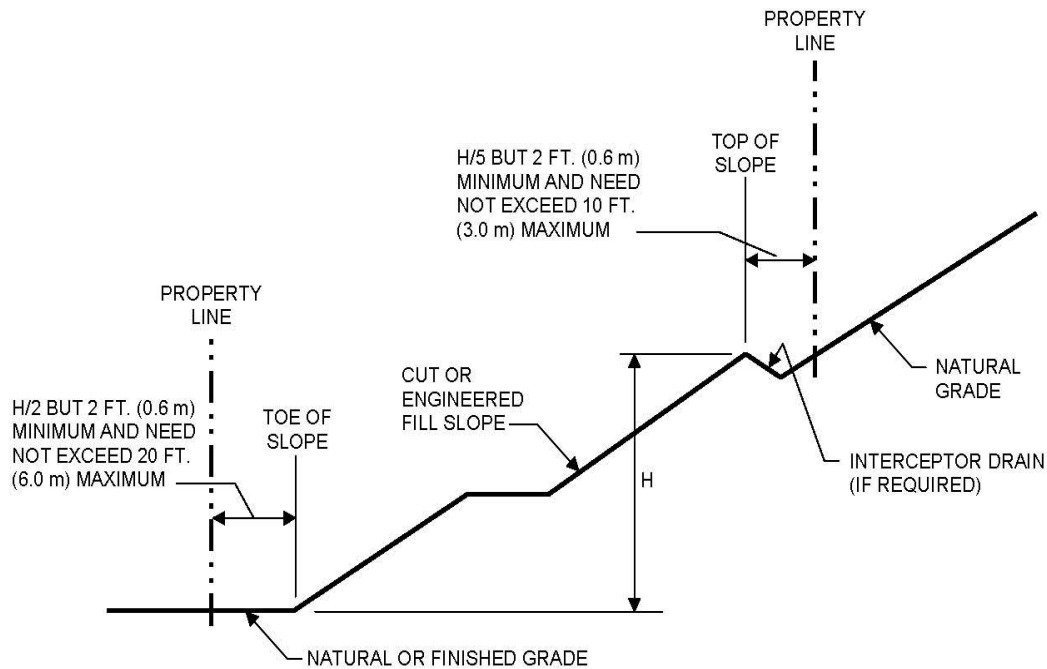 PROPERTY
LINE
TOP OF
SLOPE
H/5 BUT 2 FT. (0.6 m)
MINIMUM AND NEED
NOT EXCEED 10 FT.
(3.0 m) MAXIMUM
PROPERTY
LINE
H/2 BUT 2 FT. (0.6 m)
MINIMUM AND NEED
NOT EXCEED 20 FT.
(6.0 m) MAXIMUM
TOE OF
SLOPE
CUT OR
ENGINEERED
FILL SLOPE
NATURAL
GRADE
H
INTERCEPTOR DRAIN
(IF REQUIRED)
NATURAL OR FINISHED GRADE